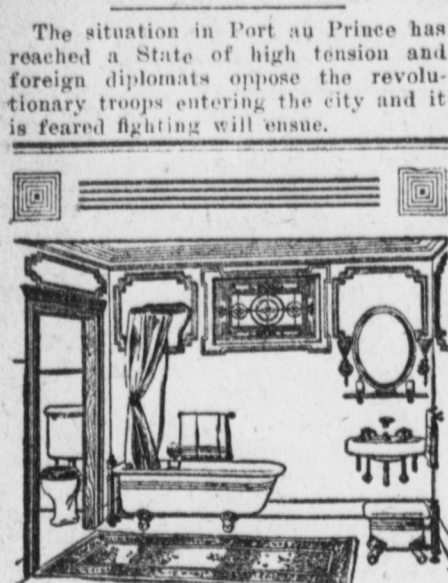 The situation in Port au Prince has
reached a State of high tension and
foreign diplomats oppose the revolu-
tionary troops entering the city and it
is feared fighting will ensue.